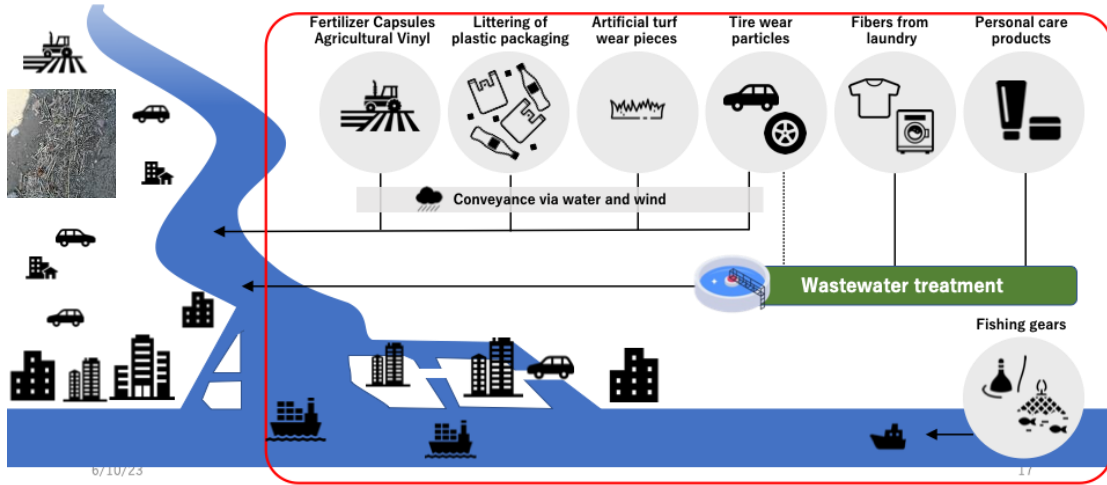 Fertilizer Capsules
Agricultural Vinyl
Littering of
plastic packaging
Artificial turf
wear pieces
Tire wear
particles
Fibers from
laundry
Personal care
products
Conveyance via water and wind
Wastewater treatment
Fishing gears
6/10/23
17